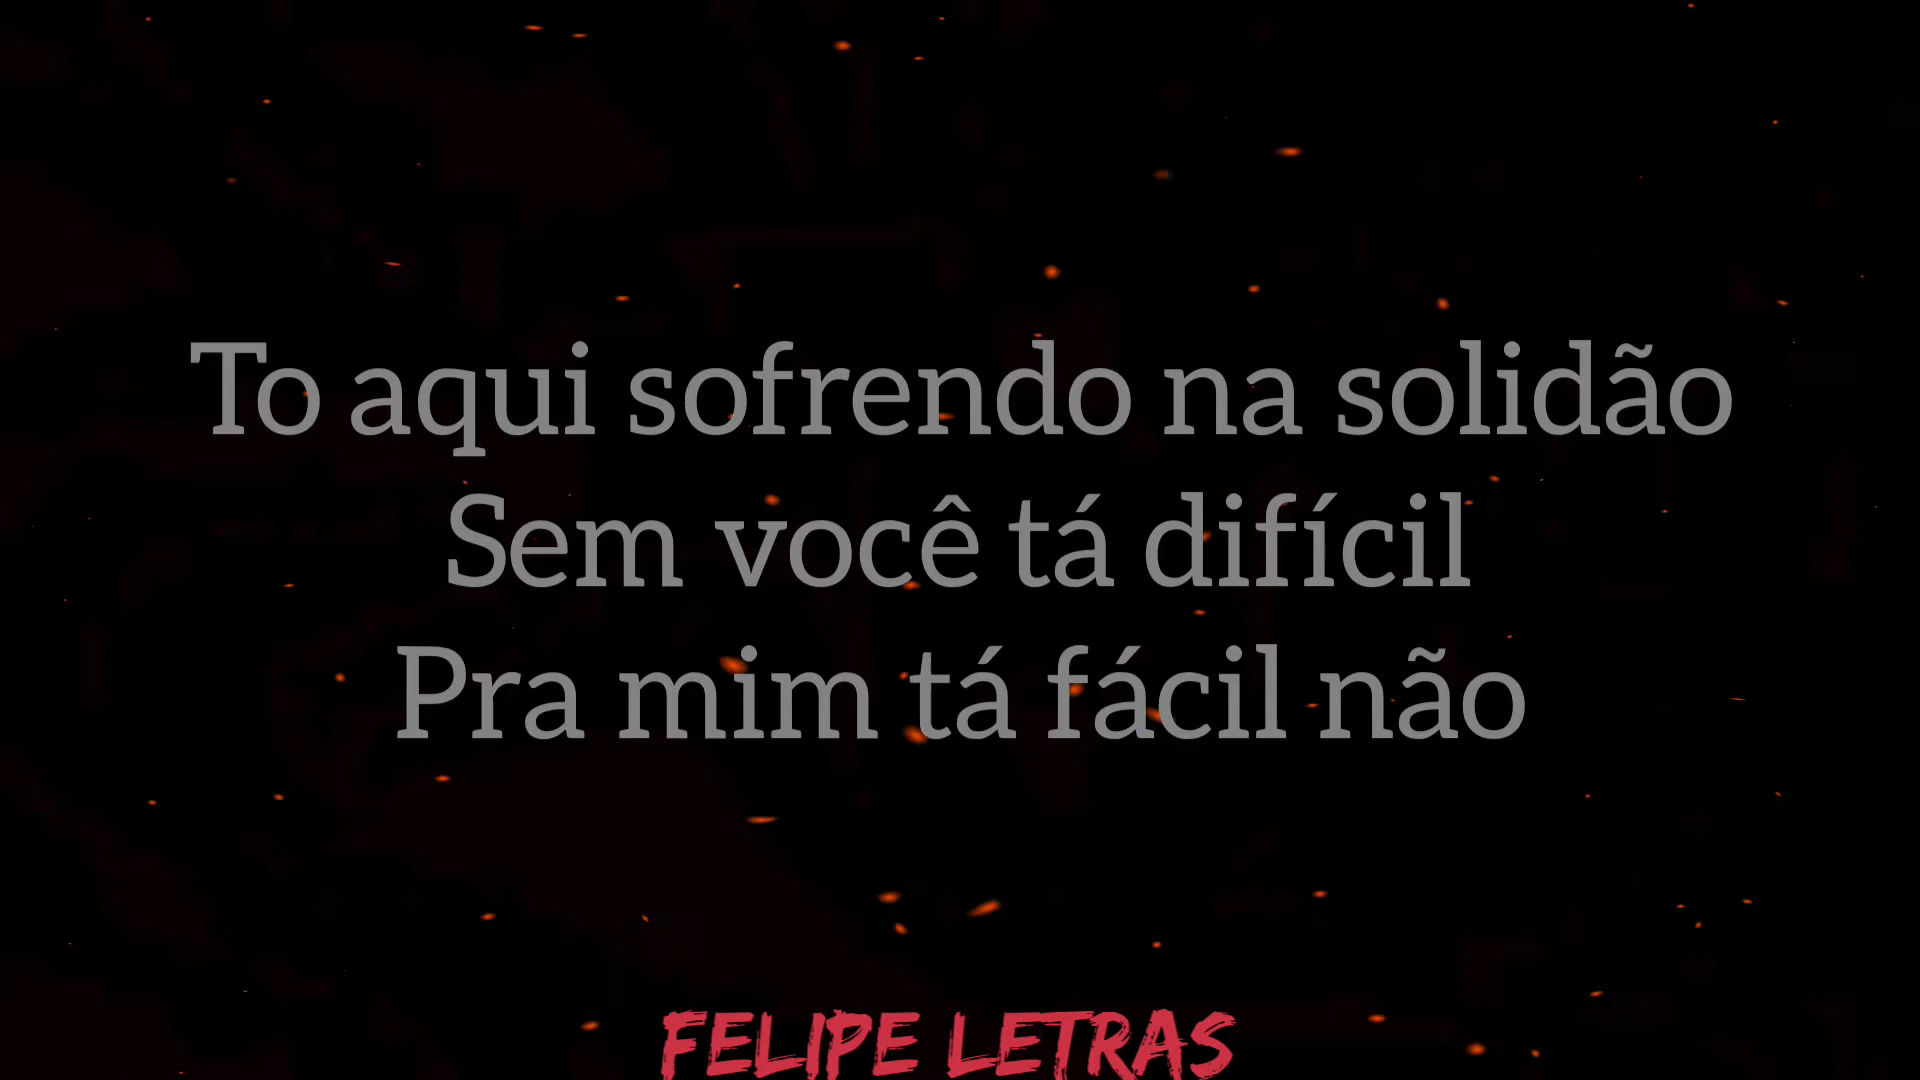 To aqui sofrendo na solidão
Sem você tá difícil
Pra mim tá fácil não
FELIPE LETRAS